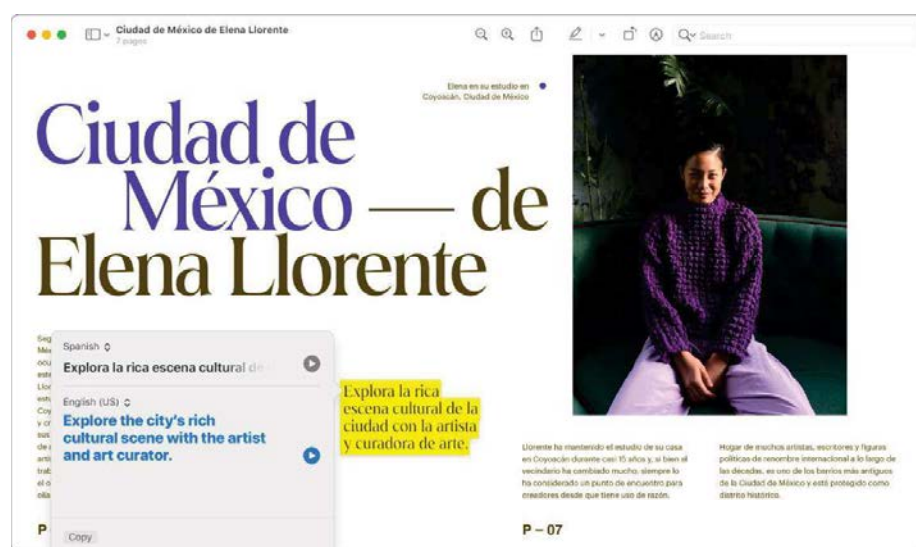 Ciudad de México de Elena Llorente
7 pages
Search
Elena en su estudio en
Coyoacán, Ciudad de México
Ciudad de
México — de
Elena Llorente
Spanish
Explora la rica escena cultural de
English (US)
Explore the city's rich
cultural scene with the artist
and art curator.
Copy
Explora la rica
escena cultural de la
ciudad con la artista
y curadora de arte.
Llorente ha mantenido el estudio de su casa
en Coyoacán durante casi 15 años y, si bien el
vecindario ha cambiado mucho, siempre lo
ha considerado un punto de encuentro para
creadores desde que tiene uso de razón.
Hogar de muchos artistas, escritores y figuras
políticas de renombre internacional a lo largo de
las décadas, es uno de los barrios más antiguos
de la Ciudad de México y está protegido como
distrito histórico.
P
P – 07